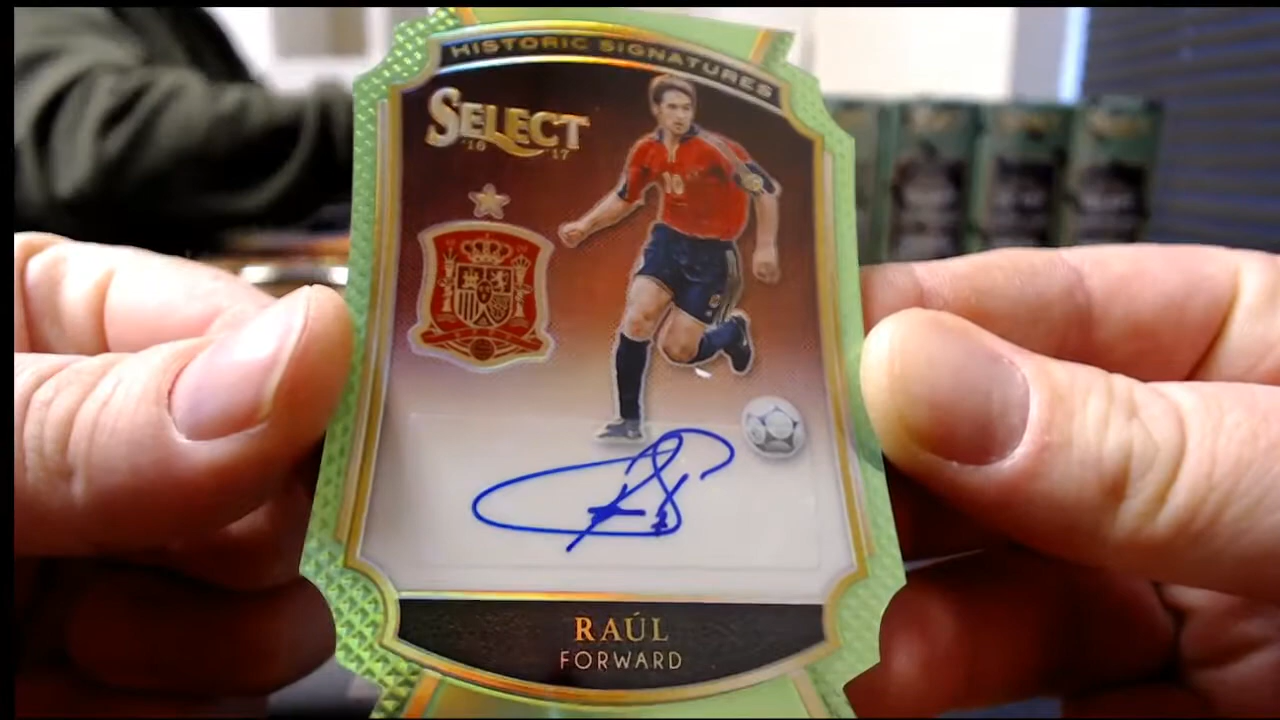 HISTORIC SIGNATURES
SELECT
'16 '17
10
RAÚL
FORWARD